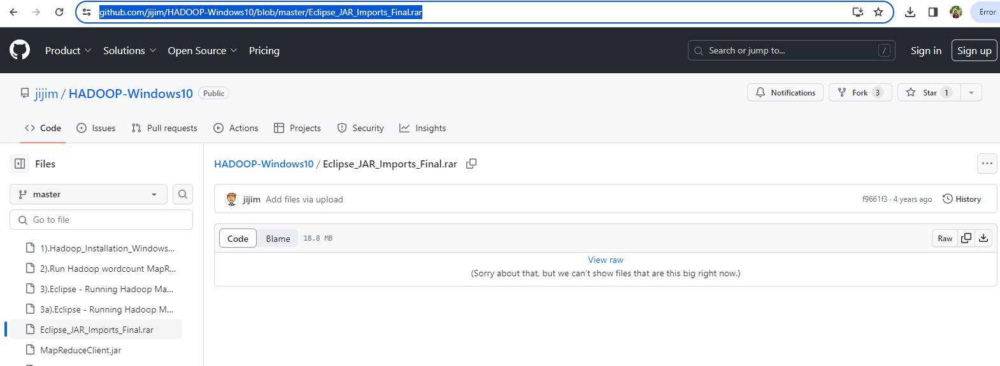 github.com/jijim/HADOOP-Windows10/blob/master/Eclipse_JAR_Imports_Final.rar
Error
Product Solutions Open Source Pricing
Search or jump to...
/
Sign in
Sign up
jijim / HADOOP-Windows10
Public
Notifications
Fork 3
Star 1
Code
Issues
Pull requests
Actions
Projects
Security
Insights
Files
master
Go to file
1).Hadoop_Installation_Windows...
2).Run Hadoop wordcount MapR...
3).Eclipse - Running Hadoop Ma...
3a).Eclipse - Running Hadoop M...
Eclipse_JAR_Imports_Final.rar
MapReduceClient.jar
HADOOP-Windows10 / Eclipse_JAR_Imports_Final.rar
jijim Add files via upload
f9661f3 · 4 years ago
History
Code Blame 18.8 MB
Raw
View raw
(Sorry about that, but we can't show files that are this big right now.)